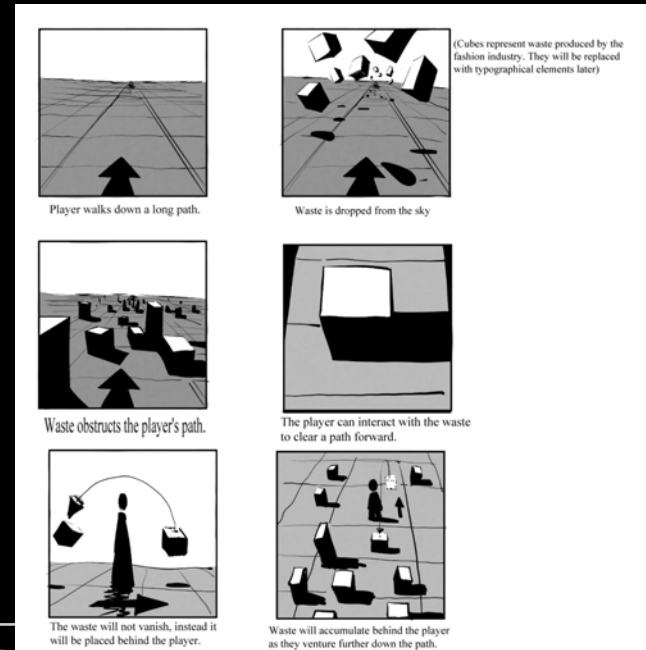 (Cubes represent waste produced by the
fashion industry. They will be replaced
with typographical elements later)
Player walks down a long path.
Waste is dropped from the sky
Waste obstructs the player's path.
The player can interact with the waste
to clear a path forward.
The waste will not vanish, instead it
will be placed behind the player.
Waste will accumulate behind the player
as they venture further down the path.